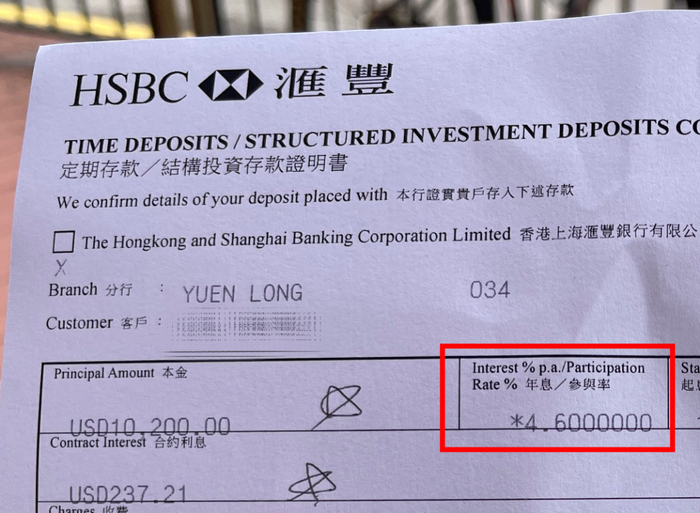 HSBC 滙豐
TIME DEPOSITS / STRUCTURED INVESTMENT DEPOSITS
定期存款／結構投資存款證明書
We confirm details of your deposit placed with 本行證實貴戶存入下述存款
The Hongkong and Shanghai Banking Corporation Limited 香港上海滙豐銀行有限公
X
Branch 分行 : YUEN LONG 034
Customer 客戶 :
Principal Amount 本金
Interest % p.a./Participation
Rate % 年息／參與率
USD10,200.00
*4.6000000
Contract Interest 合約利息
USD237.21
Charges 收費